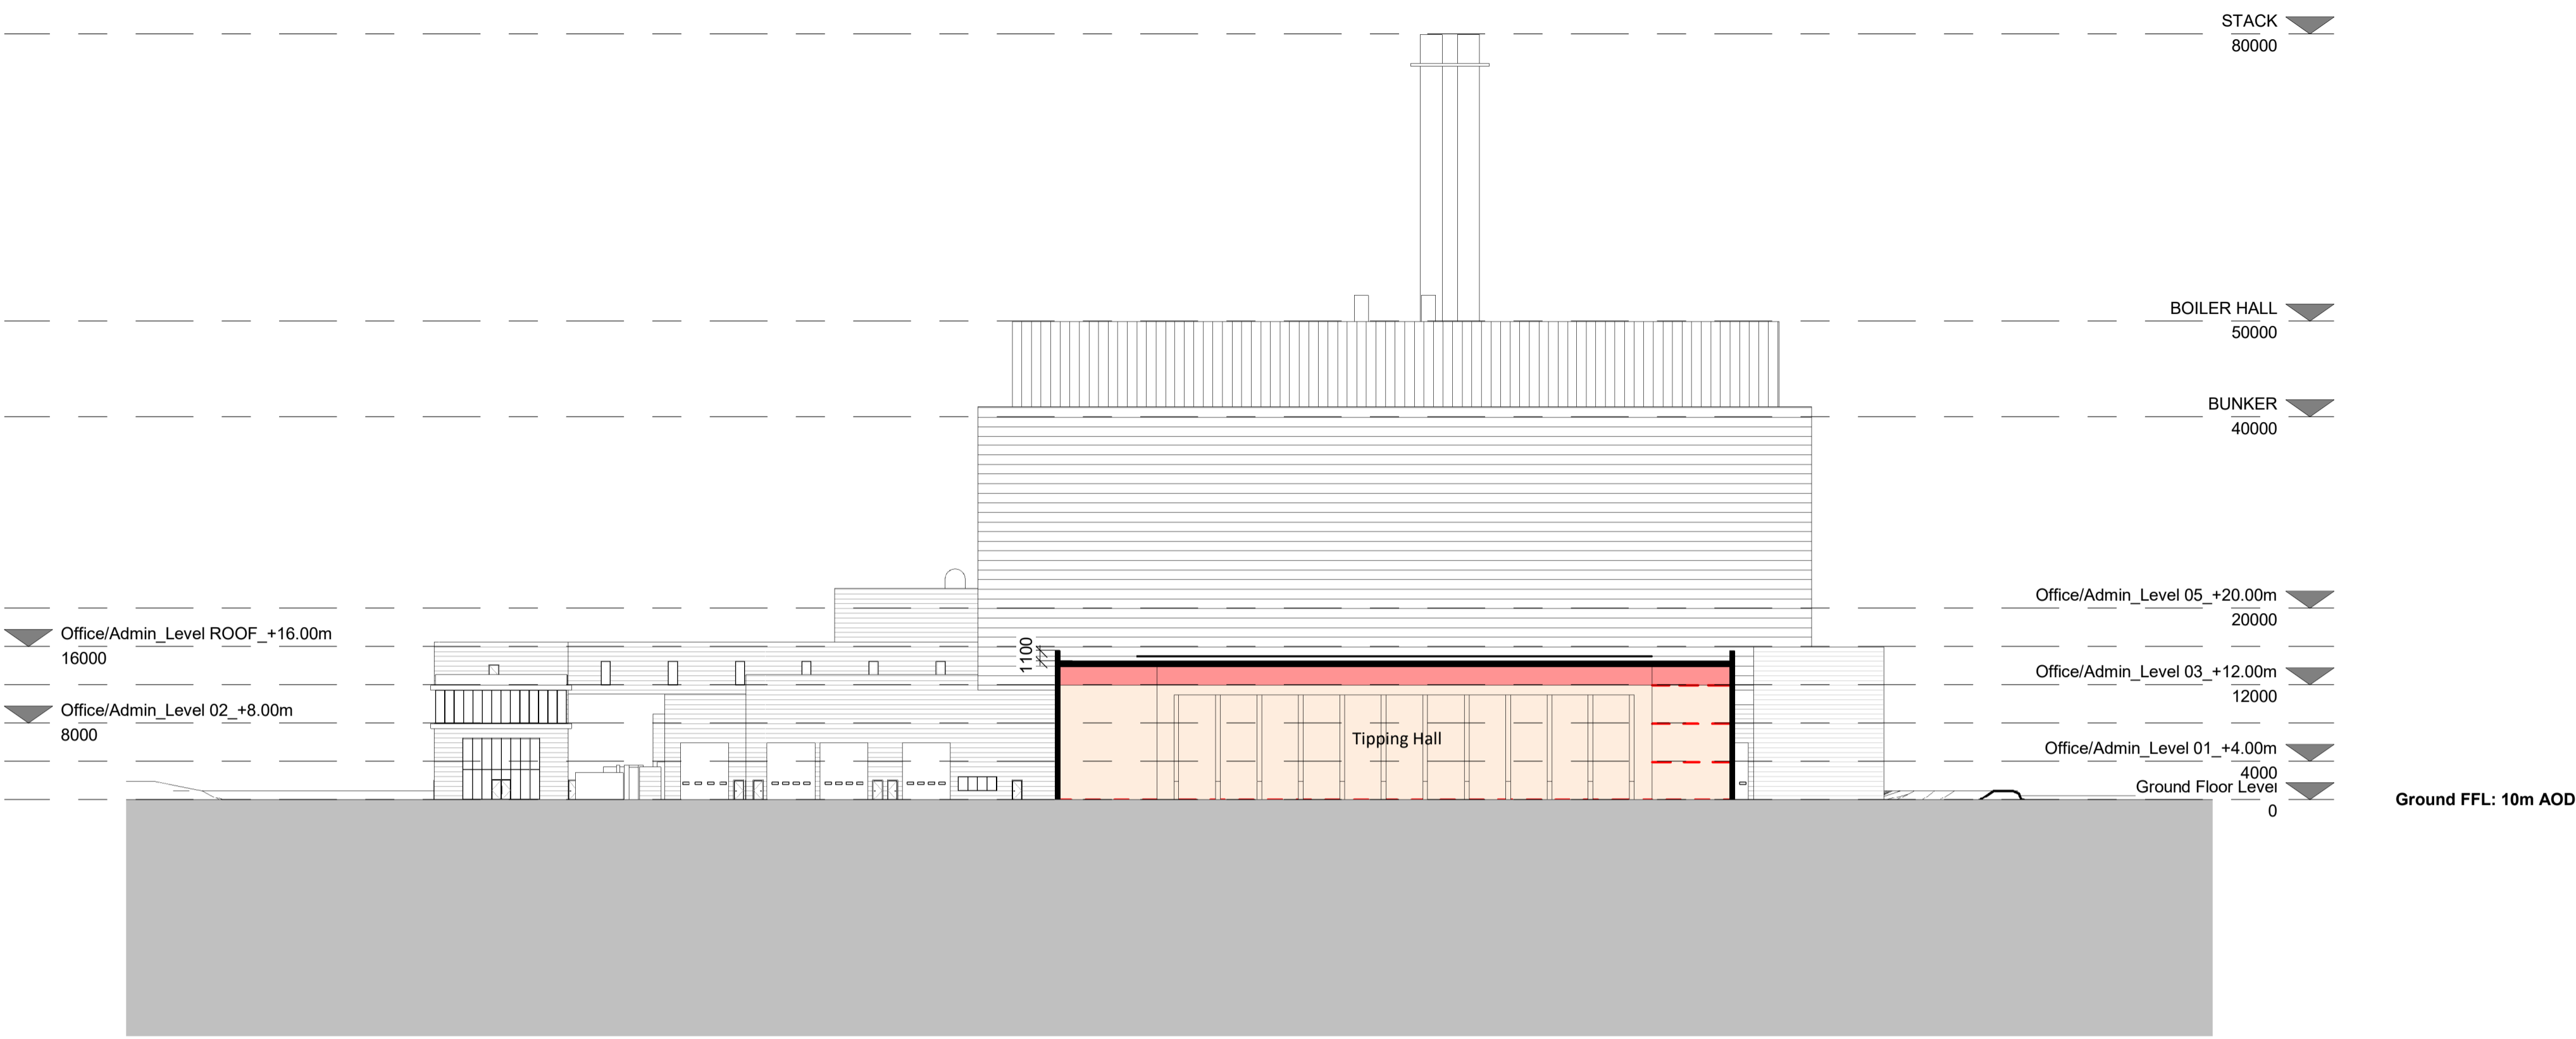 STACK
80000
BOILER HALL
50000
BUNKER
40000
Office/Admin_Level 05_+20.00m
20000
Office/Admin_Level ROOF_+16.00m
16000
1100
Office/Admin_Level 03_+12.00m
12000
Office/Admin_Level 02_+8.00m
8000
Tipping Hall
Office/Admin_Level 01_+4.00m
4000
Ground Floor Level
0
Ground FFL: 10m AOD